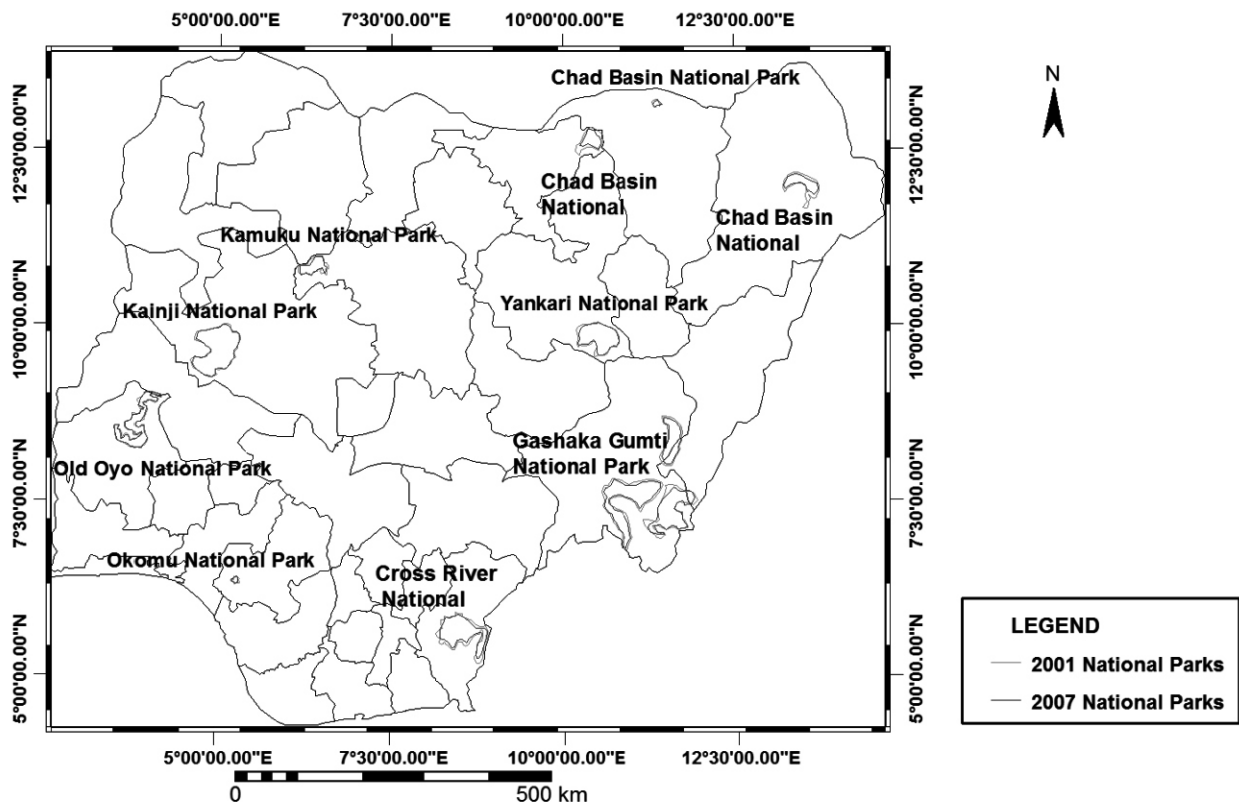 5°00'00.00"E 7°30'00.00"E 10°00'00.00"E 12°30'00.00"E
N
Chad Basin National Park
12°30'00.00"N
12°30'00.00"N
Chad Basin
National
Chad Basin
National
Kamuku National Park
Kainji National Park
Yankari National Park
10°00'00.00"N
10°00'00.00"N
Gashaka Gumti
National Park
Old Oyo National Park
7°30'00.00"N
7°30'00.00"N
Okomu National Park
Cross River
National
5°00'00.00"N
5°00'00.00"N
LEGEND
2001 National Parks
2007 National Parks
5°00'00.00"E 7°30'00.00"E 10°00'00.00"E 12°30'00.00"E
0 500 km